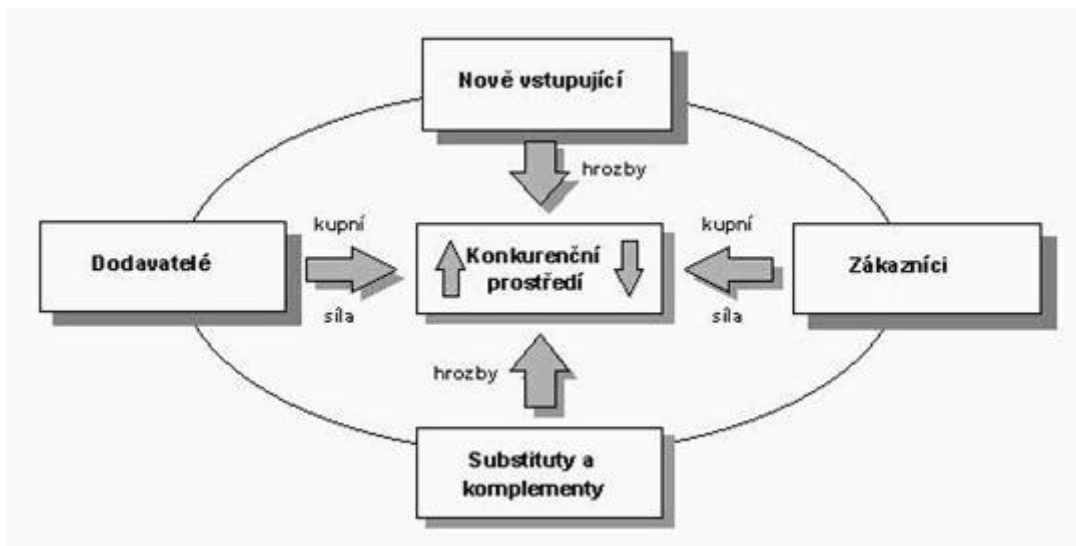 Nově vstupující
hrozby
kupní
kupní
Dodavatelé
Konkurenční
prostředí
Zákazníci
síla
síla
hrozby
Substituty a
komplementy